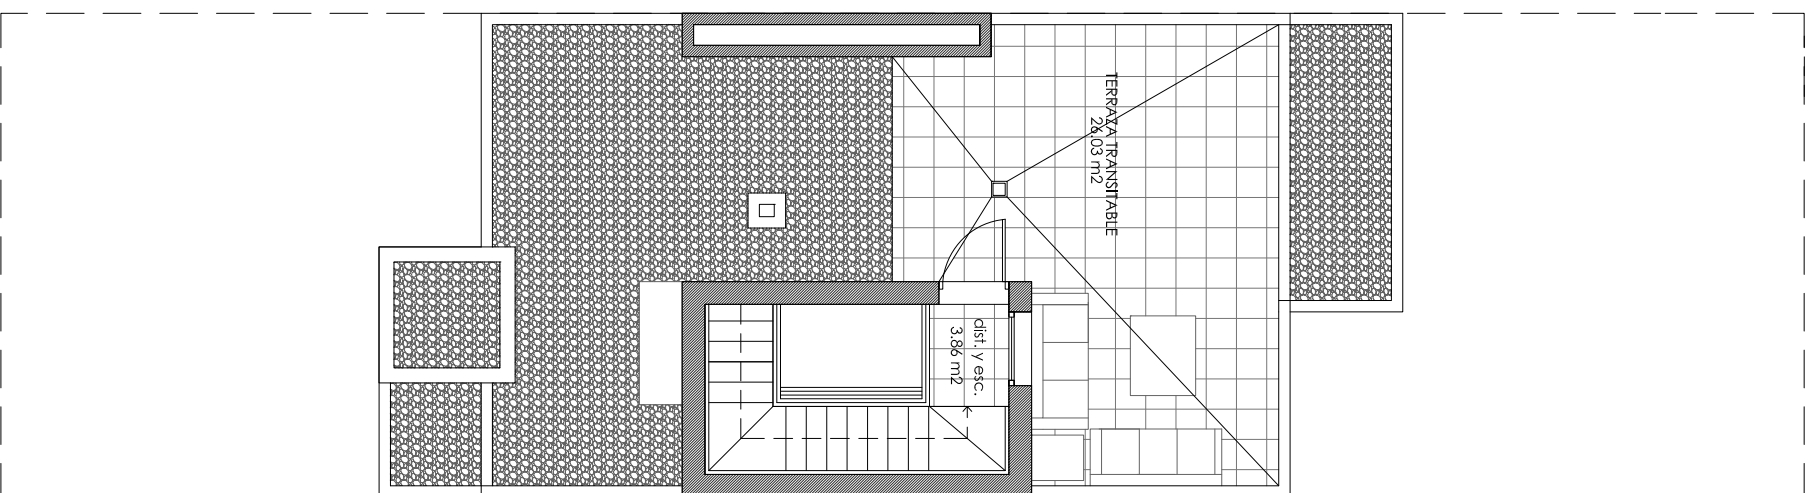 TERRAZA TRANSITABLE
26.03 m2
dist. y esc.
3.86 m2